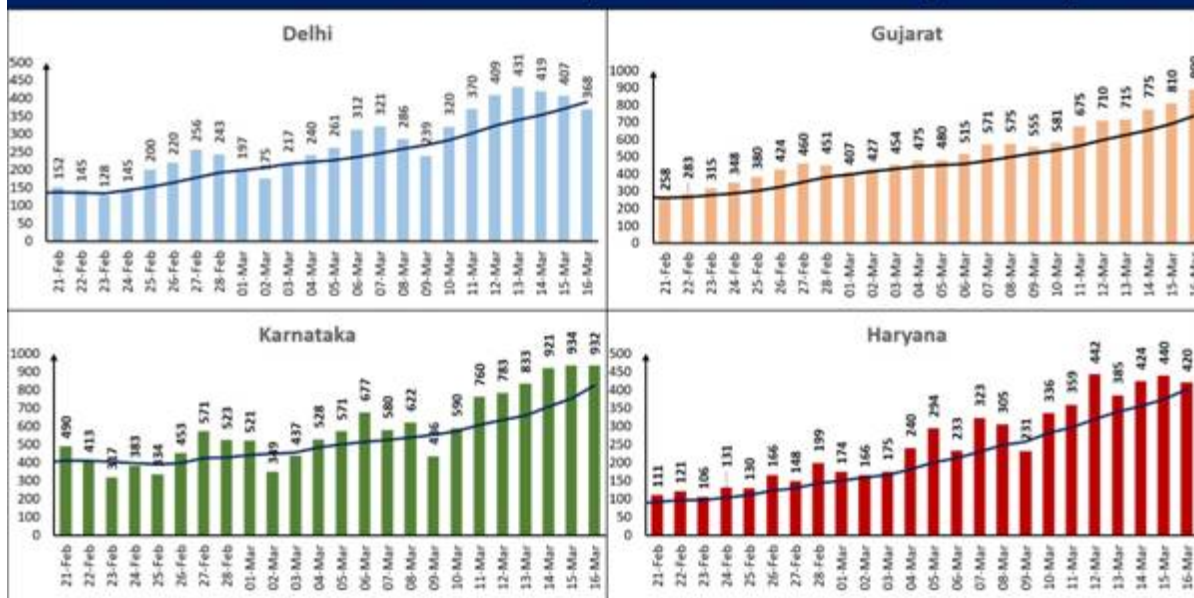 Delhi
500
450
400
350
300
250
200
150
100
50
0
152
145
128
145
200
220
256
243
197
175
217
240
261
312
321
286
239
320
370
409
431
419
407
368
21-Feb
22-Feb
23-Feb
24-Feb
25-Feb
26-Feb
27-Feb
28-Feb
01-Mar
02-Mar
03-Mar
04-Mar
05-Mar
06-Mar
07-Mar
08-Mar
09-Mar
10-Mar
11-Mar
12-Mar
13-Mar
14-Mar
15-Mar
16-Mar
Gujarat
1000
900
800
700
600
500
400
300
200
100
0
258
283
315
348
380
424
460
451
407
427
454
475
480
515
571
575
555
581
675
710
715
775
810
21-Feb
22-Feb
23-Feb
24-Feb
25-Feb
26-Feb
27-Feb
28-Feb
01-Mar
02-Mar
03-Mar
04-Mar
05-Mar
06-Mar
07-Mar
08-Mar
09-Mar
10-Mar
11-Mar
12-Mar
13-Mar
14-Mar
15-Mar
16-Mar
Karnataka
1000
900
800
700
600
500
400
300
200
100
0
490
413
317
383
334
453
571
523
521
349
437
528
571
677
580
622
436
590
760
783
833
921
934
932
21-Feb
22-Feb
23-Feb
24-Feb
25-Feb
26-Feb
27-Feb
28-Feb
01-Mar
02-Mar
03-Mar
04-Mar
05-Mar
06-Mar
07-Mar
08-Mar
09-Mar
10-Mar
11-Mar
12-Mar
13-Mar
14-Mar
15-Mar
16-Mar
Haryana
500
450
400
350
300
250
200
150
100
50
0
111
121
106
131
130
166
148
199
174
166
175
240
294
233
323
305
231
336
359
442
385
424
440
420
21-Feb
22-Feb
23-Feb
24-Feb
25-Feb
26-Feb
27-Feb
28-Feb
01-Mar
02-Mar
03-Mar
04-Mar
05-Mar
06-Mar
07-Mar
08-Mar
09-Mar
10-Mar
11-Mar
12-Mar
13-Mar
14-Mar
15-Mar
16-Mar